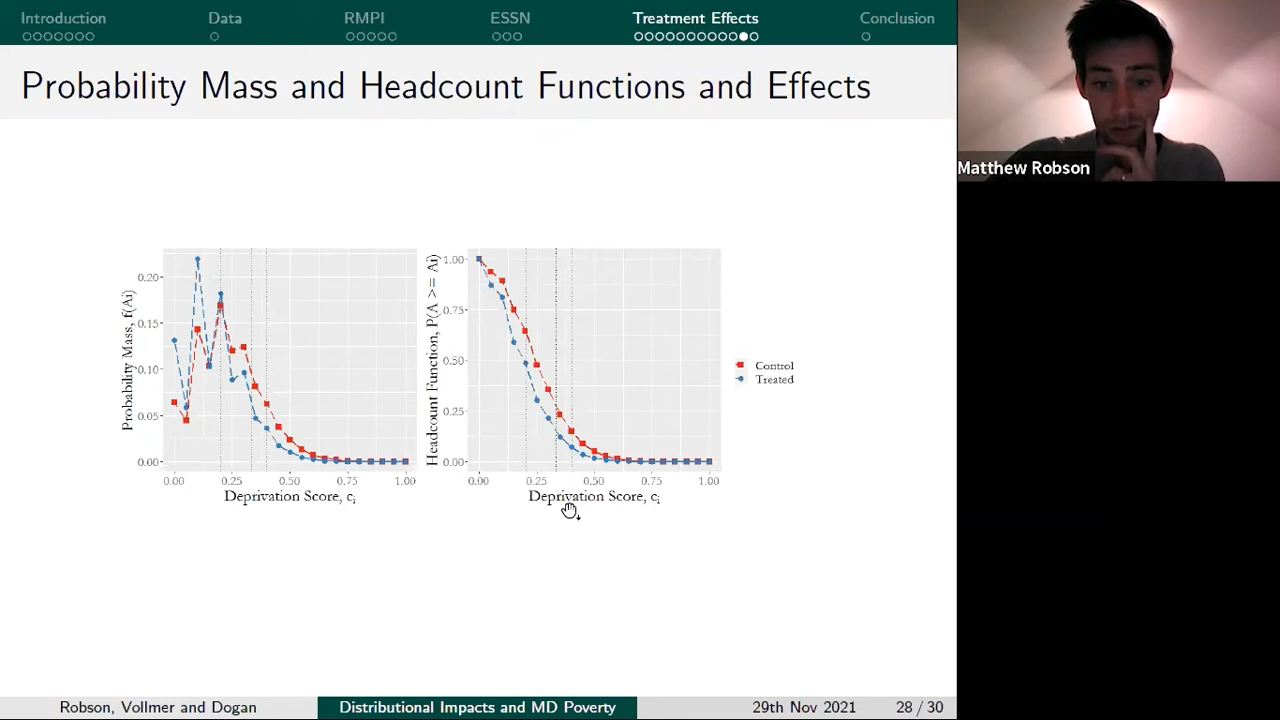 Introduction Data RMPI ESSN Treatment Effects Conclusion
Probability Mass and Headcount Functions and Effects
Matthew Robson
Probability Mass, f(Ai)
0.20
0.15
0.10
0.05
0.00
0.00 0.25 0.50 0.75 1.00
Deprivation Score, ci
Headcount Function, P(A >= Ai)
1.00
0.75
0.50
0.25
0.00
0.00 0.25 0.50 0.75 1.00
Deprivation Score, ci
Control
Treated
Robson, Vollmer and Dogan Distributional Impacts and MD Poverty 29th Nov 2021 28 / 30